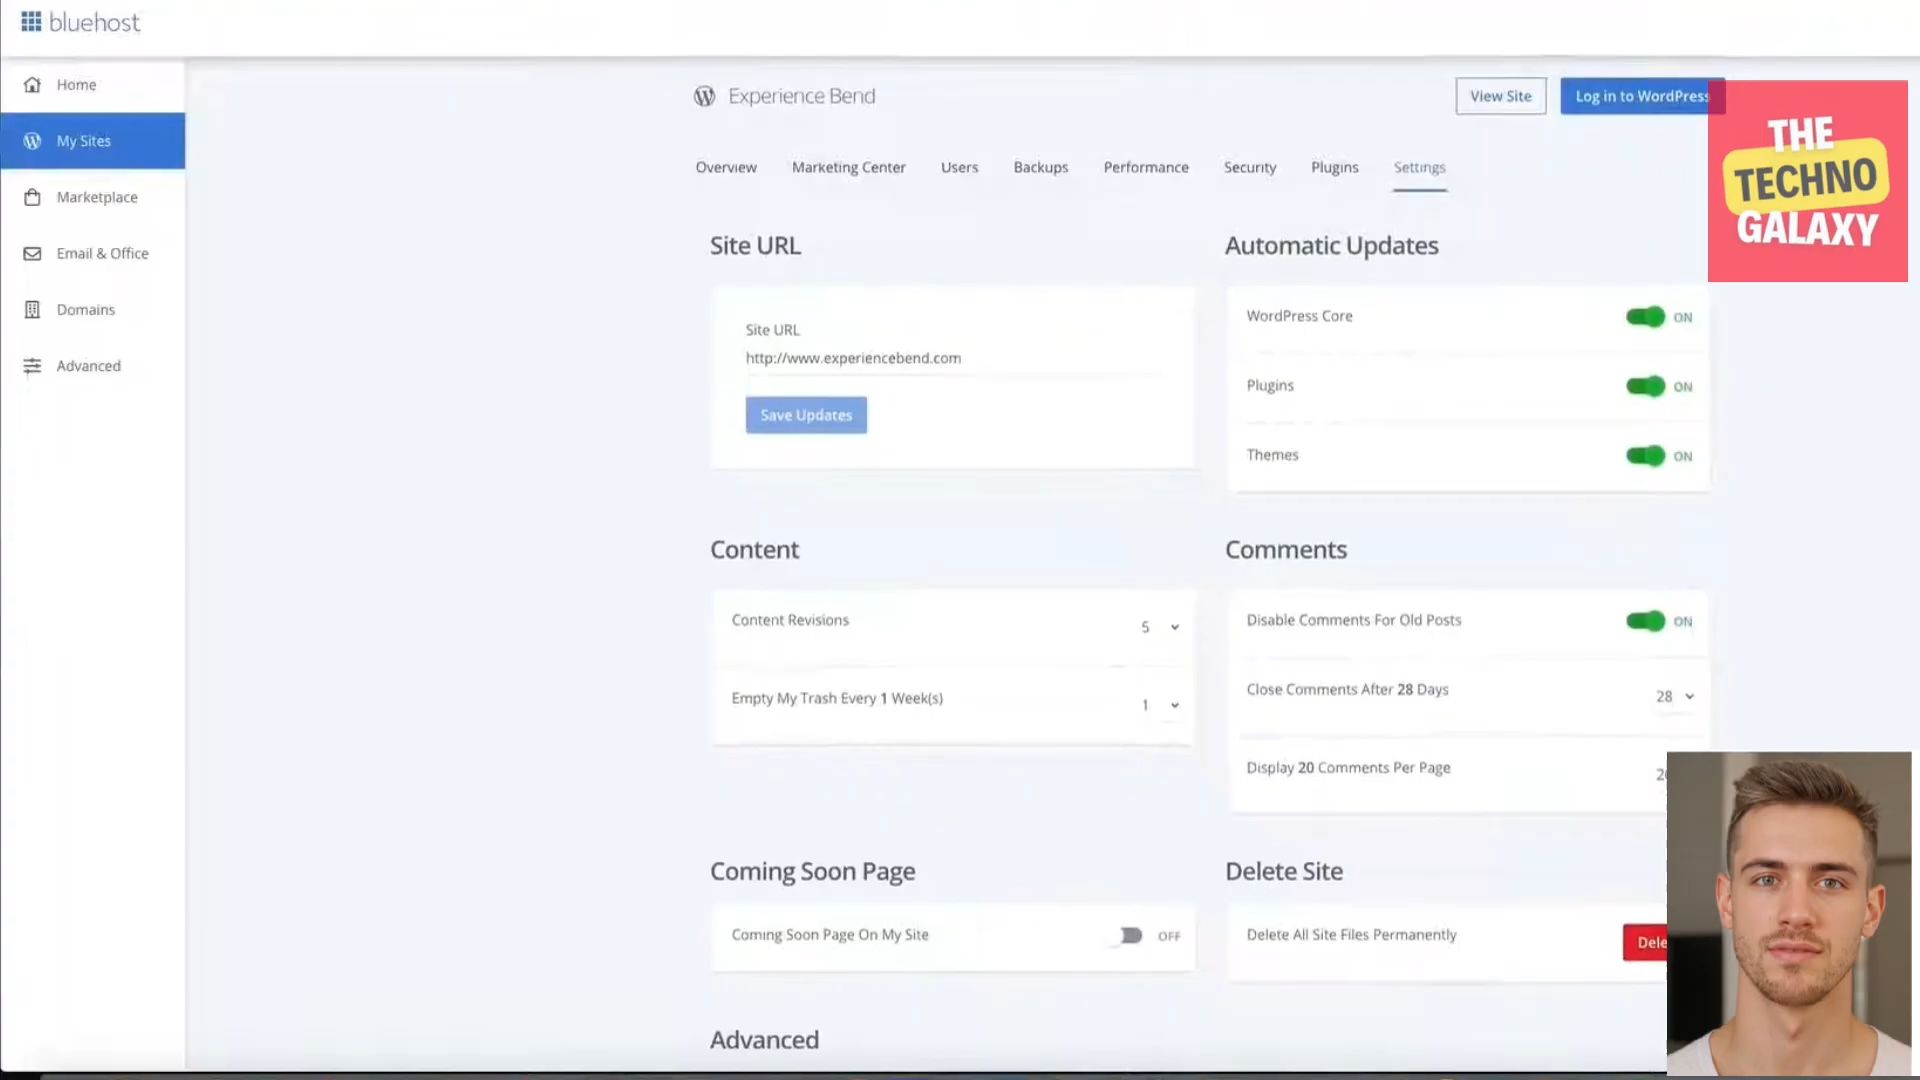 bluehost
Home
My Sites
Marketplace
Email & Office
Domains
Advanced
Experience Bend
View Site
Log in to WordPress
THE
TECHNO
GALAXY
Overview
Marketing Center
Users
Backups
Performance
Security
Plugins
Settings
Site URL
Site URL
http://www.experiencebend.com
Save Updates
Automatic Updates
WordPress Core
ON
Plugins
ON
Themes
ON
Content
Content Revisions
5
Empty My Trash Every 1 Week(s)
1
Comments
Disable Comments For Old Posts
ON
Close Comments After 28 Days
28
Display 20 Comments Per Page
Coming Soon Page
Coming Soon Page On My Site
OFF
Delete Site
Delete All Site Files Permanently
Dele
Advanced